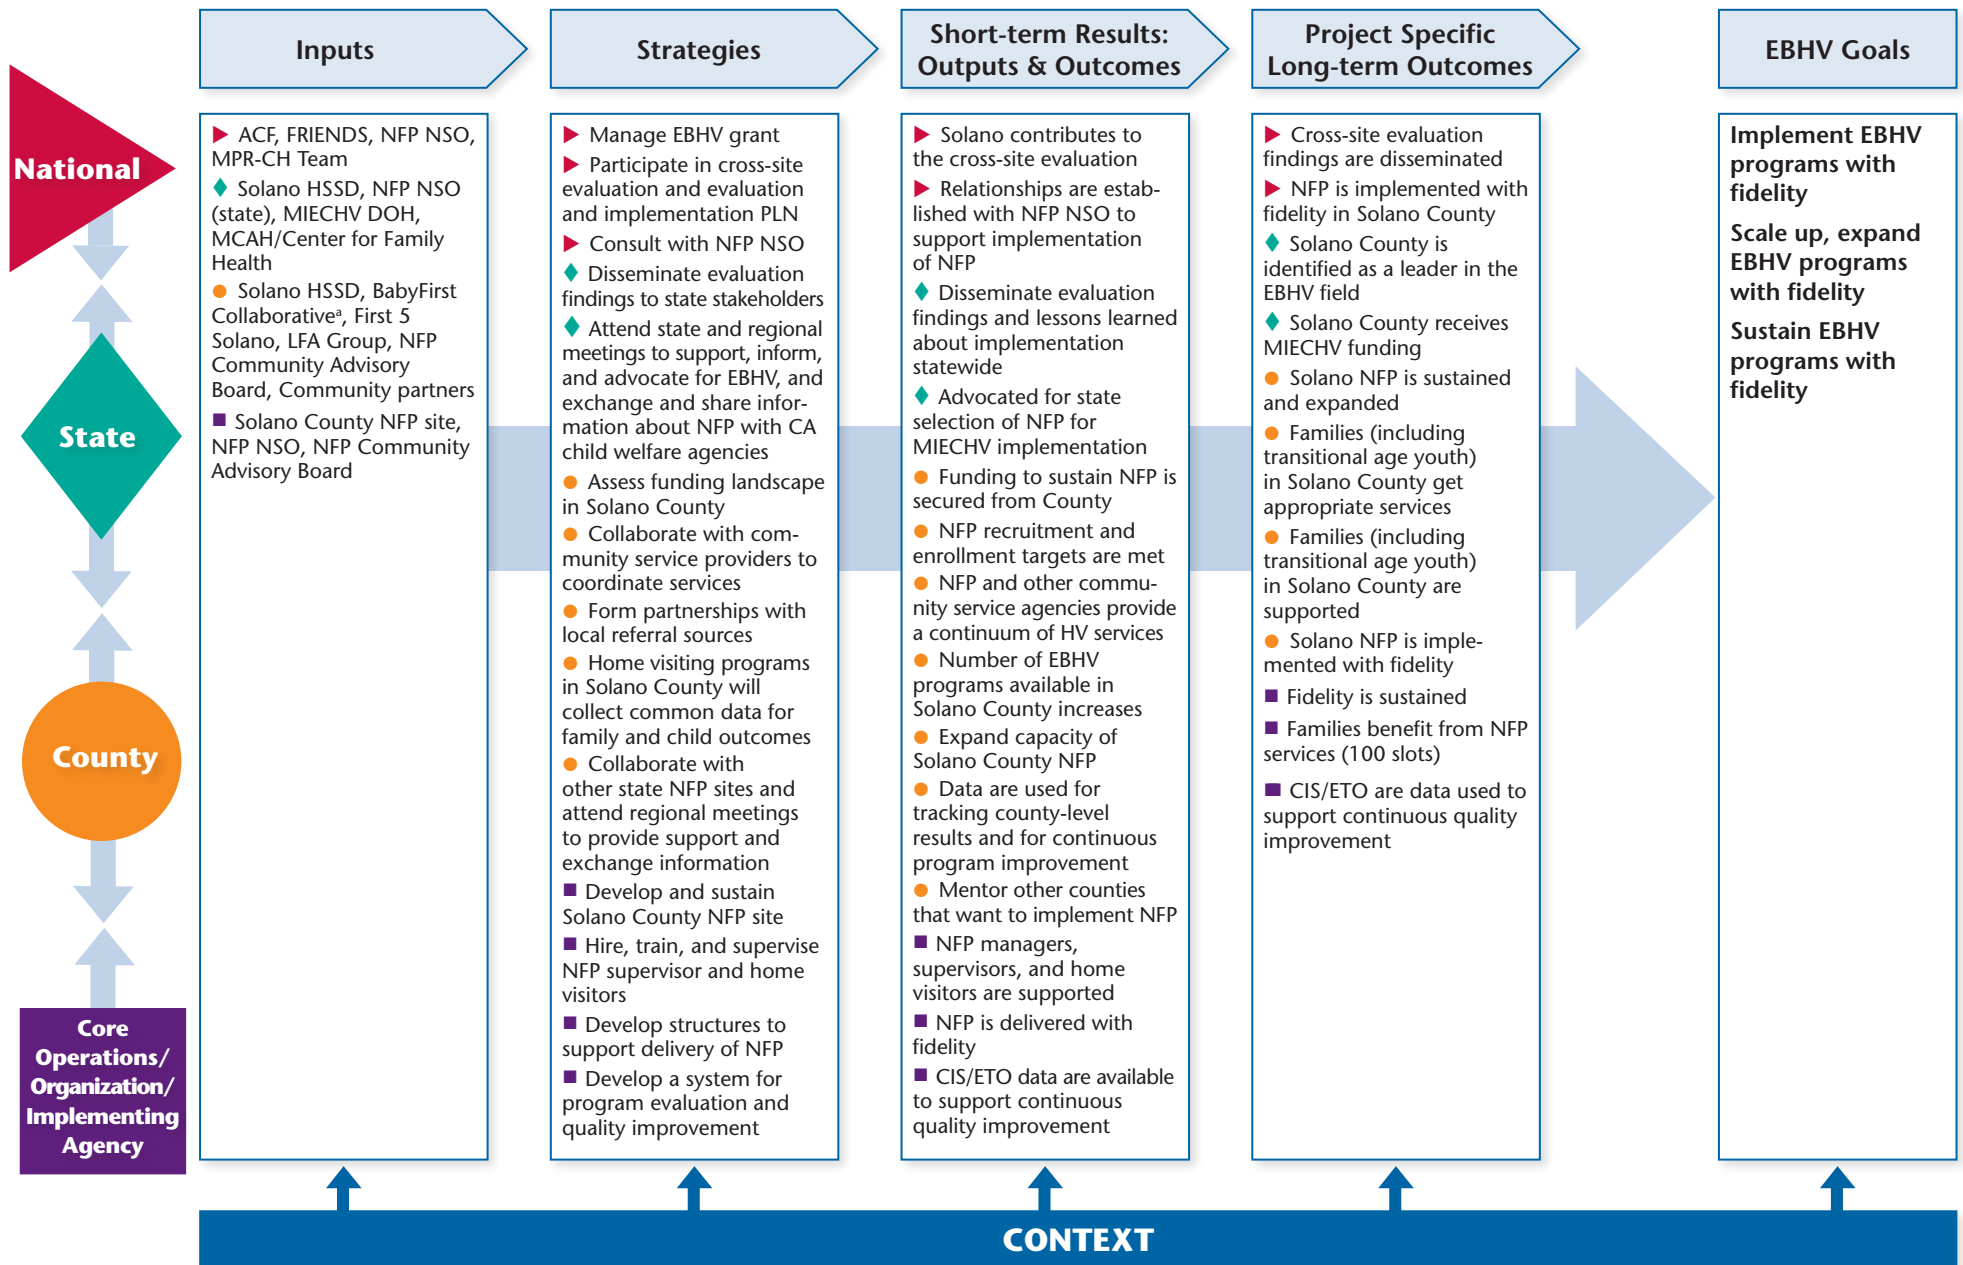 Inputs
Strategies
Short-term Results:
Outputs & Outcomes
Project Specific
Long-term Outcomes
EBHV Goals
National
State
County
Core
Operations/
Organization/
Implementing
Agency
ACF, FRIENDS, NFP NSO,
MPR-CH Team
Solano HSSD, NFP NSO
(state), MIECHV DOH,
MCAH/Center for Family
Health
Solano HSSD, BabyFirst
Collaborativeª, First 5
Solano, LFA Group, NFP
Community Advisory
Board, Community partners
Solano County NFP site,
NFP NSO, NFP Community
Advisory Board
Manage EBHV grant
Participate in cross-site
evaluation and evaluation
and implementation PLN
Consult with NFP NSO
Disseminate evaluation
findings to state stakeholders
Attend state and regional
meetings to support, inform,
and advocate for EBHV, and
exchange and share infor-
mation about NFP with CA
child welfare agencies
Assess funding landscape
in Solano County
Collaborate with com-
munity service providers to
coordinate services
Form partnerships with
local referral sources
Home visiting programs
in Solano County will
collect common data for
family and child outcomes
Collaborate with
other state NFP sites and
attend regional meetings
to provide support and
exchange information
Develop and sustain
Solano County NFP site
Hire, train, and supervise
NFP supervisor and home
visitors
Develop structures to
support delivery of NFP
Develop a system for
program evaluation and
quality improvement
Solano contributes to
the cross-site evaluation
Relationships are estab-
lished with NFP NSO to
support implementation
of NFP
Disseminate evaluation
findings and lessons learned
about implementation
statewide
Advocated for state
selection of NFP for
MIECHV implementation
Funding to sustain NFP is
secured from County
NFP recruitment and
enrollment targets are met
NFP and other commu-
nity service agencies provide
a continuum of HV services
Number of EBHV
programs available in
Solano County increases
Expand capacity of
Solano County NFP
Data are used for
tracking county-level
results and for continuous
program improvement
Mentor other counties
that want to implement NFP
NFP managers,
supervisors, and home
visitors are supported
NFP is delivered with
fidelity
CIS/ETO data are available
to support continuous
quality improvement
Cross-site evaluation
findings are disseminated
NFP is implemented with
fidelity in Solano County
Solano County is
identified as a leader in the
EBHV field
Solano County receives
MIECHV funding
Solano NFP is sustained
and expanded
Families (including
transitional age youth)
in Solano County get
appropriate services
Families (including
transitional age youth)
in Solano County are
supported
Solano NFP is imple-
mented with fidelity
Fidelity is sustained
Families benefit from NFP
services (100 slots)
CIS/ETO are data used to
support continuous quality
improvement
Implement EBHV
programs with
fidelity
Scale up, expand
EBHV programs
with fidelity
Sustain EBHV
programs with
fidelity
CONTEXT